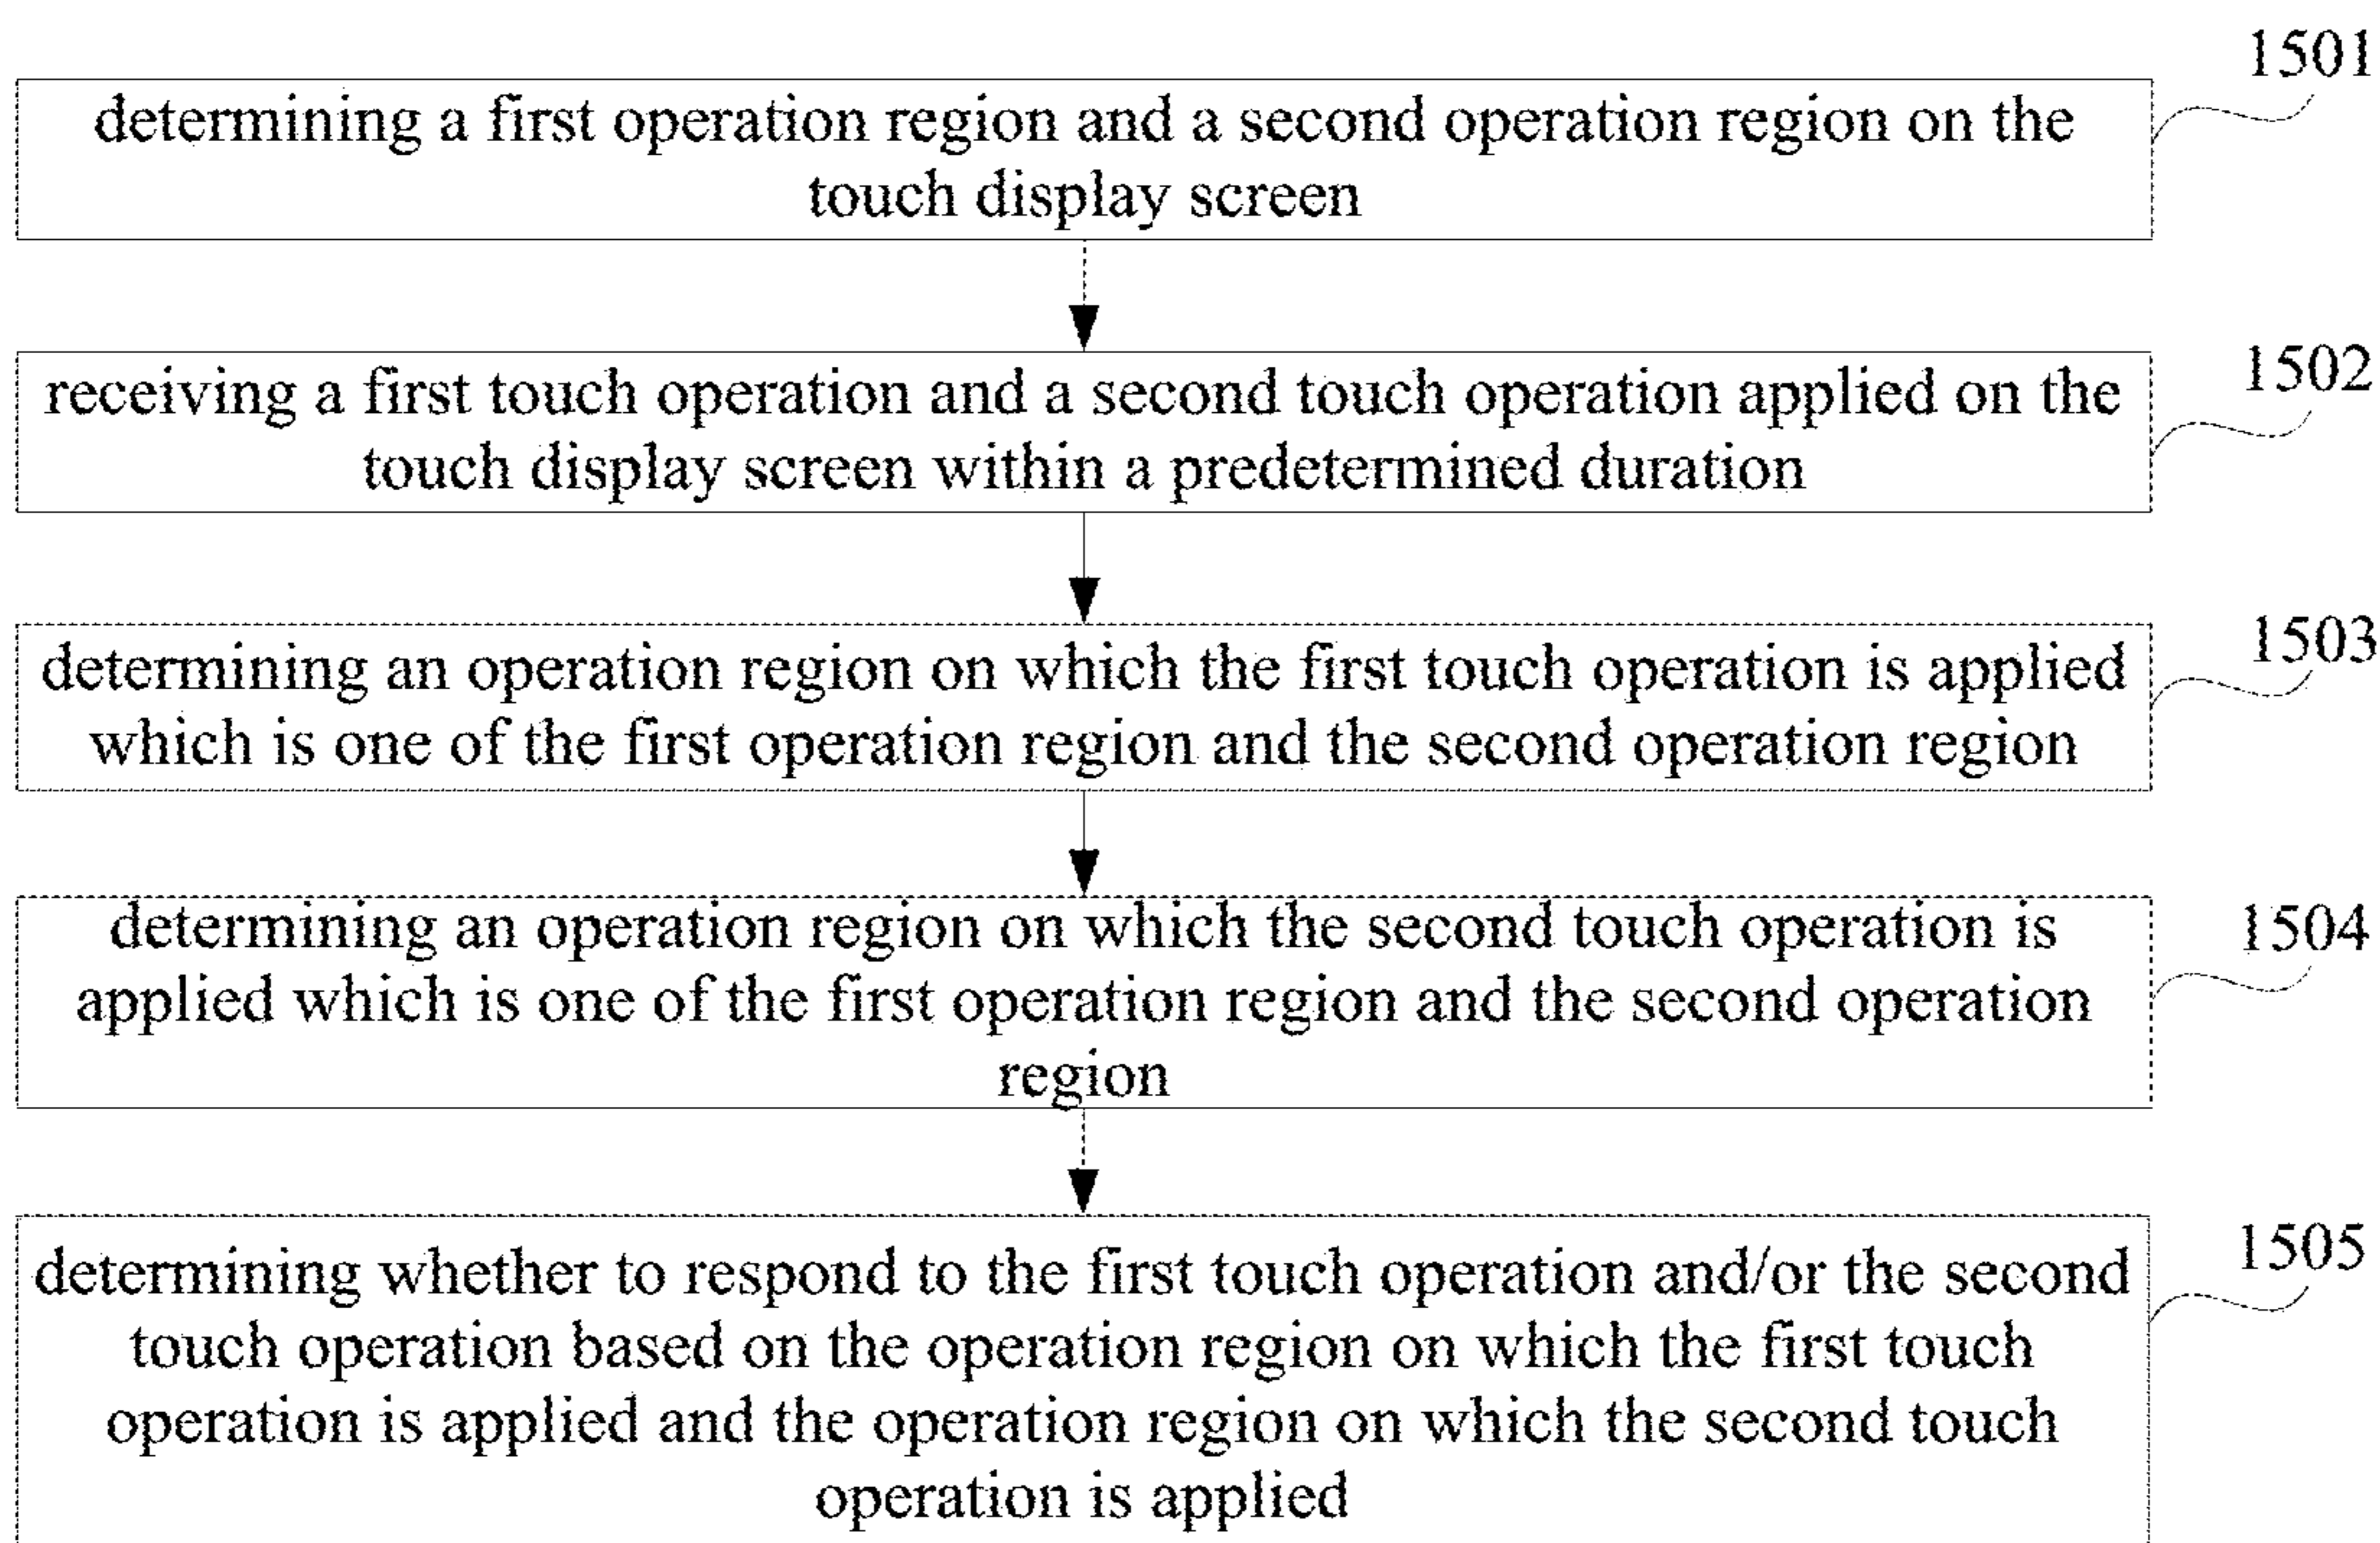 1501
determining a first operation region and a second operation region on the
touch display screen
1502
receiving a first touch operation and a second touch operation applied on the
touch display screen within a predetermined duration
1503
determining an operation region on which the first touch operation is applied
which is one of the first operation region and the second operation region
1504
determining an operation region on which the second touch operation is
applied which is one of the first operation region and the second operation
region
1505
determining whether to respond to the first touch operation and/or the second
touch operation based on the operation region on which the first touch
operation is applied and the operation region on which the second touch
operation is applied